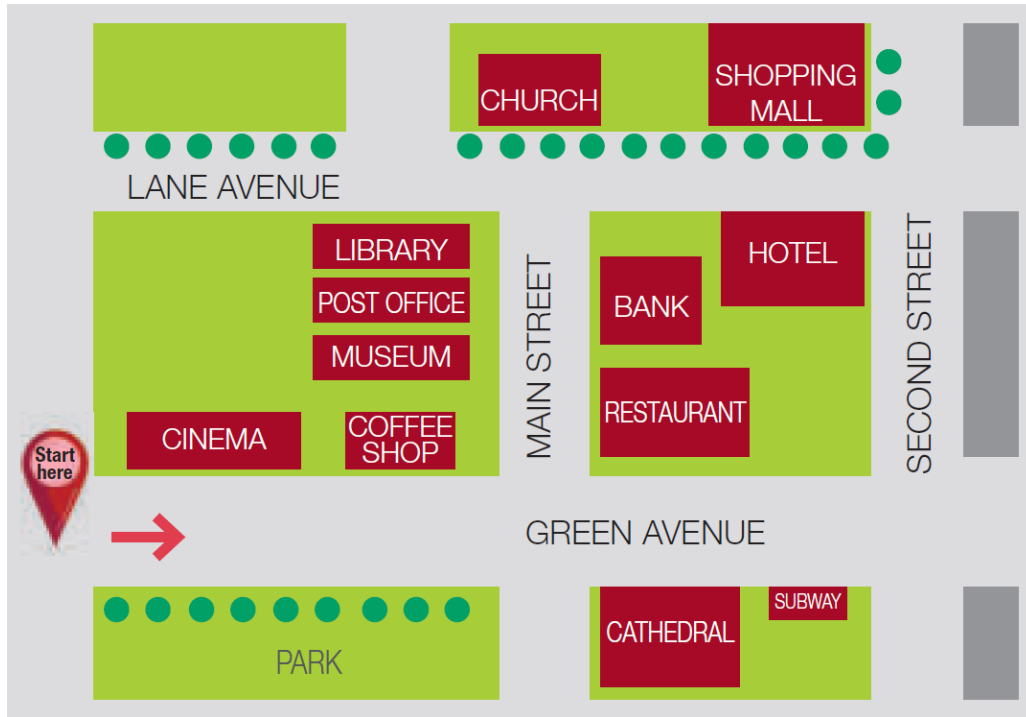 CHURCH
SHOPPING
MALL
LANE AVENUE
LIBRARY
POST OFFICE
MUSEUM
CINEMA
COFFEE
SHOP
MAIN STREET
HOTEL
BANK
RESTAURANT
SECOND STREET
Start
here
GREEN AVENUE
PARK
CATHEDRAL
SUBWAY